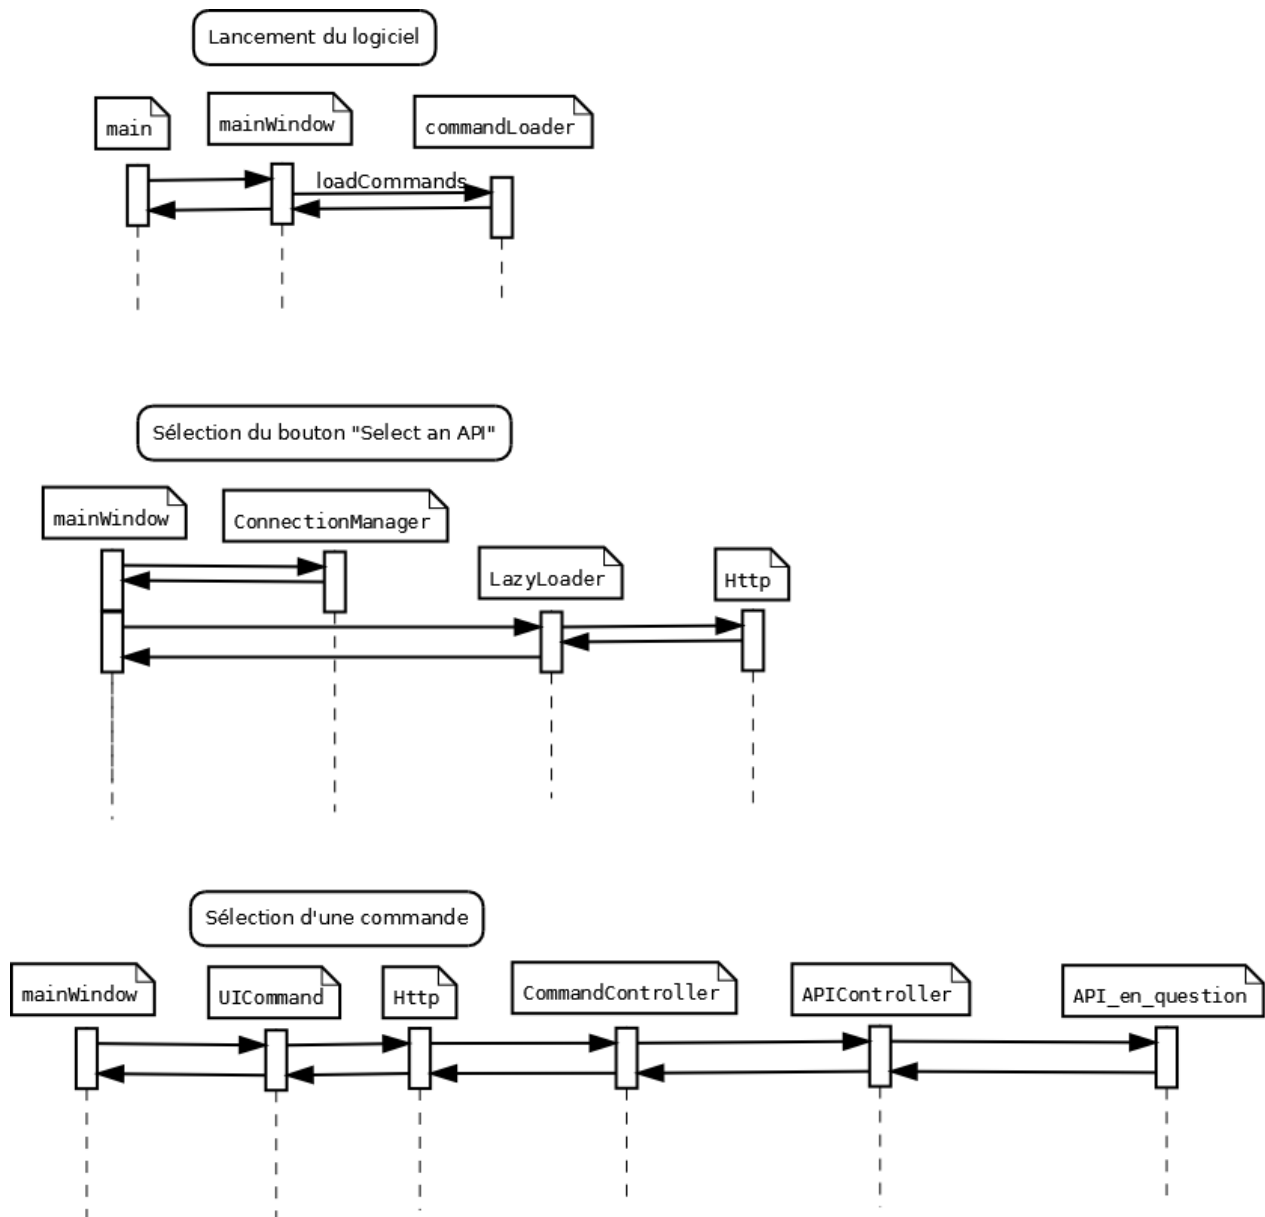 Lancement du logiciel
main
mainWindow
commandLoader
loadCommands
Sélection du bouton "Select an API"
mainWindow
ConnectionManager
LazyLoader
Http
Sélection d'une commande
mainWindow
UICommand
Http
CommandController
APIController
API_en_question